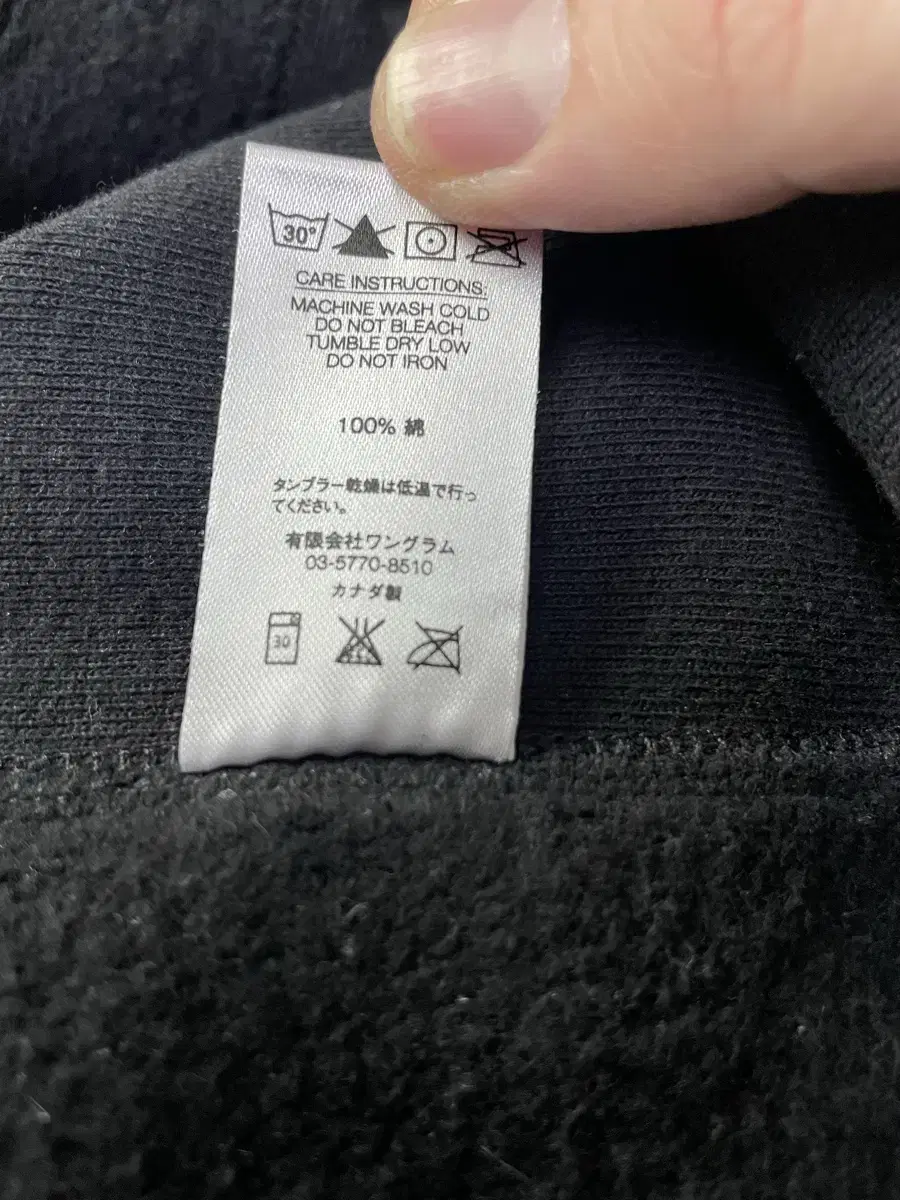 30°
CARE INSTRUCTIONS:
MACHINE WASH COLD
DO NOT BLEACH
TUMBLE DRY LOW
DO NOT IRON
100% 綿
タンブラー乾燥は低温で行っ
てください。
有限会社ワングラム
03-5770-8510
カナダ製
30